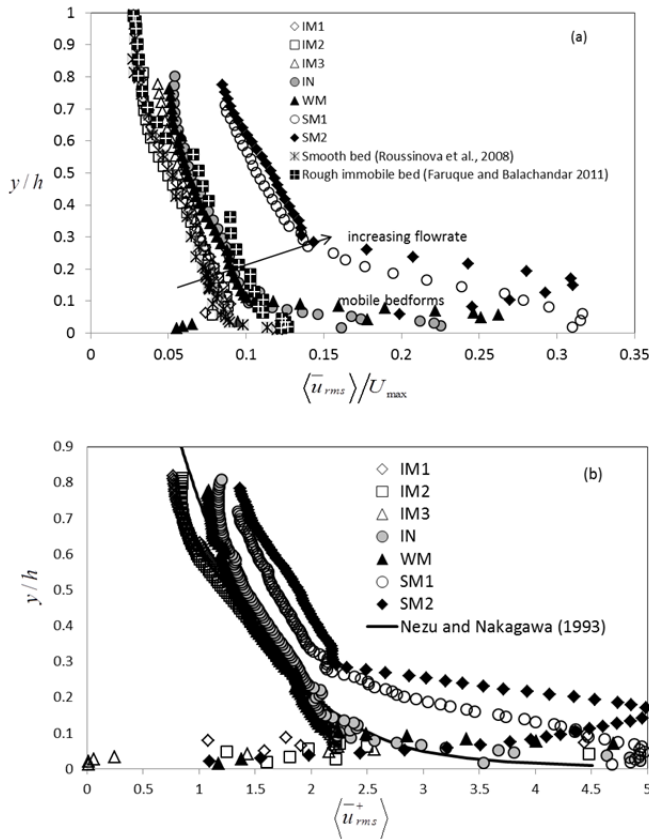 (a)
IM1
IM2
IM3
IN
WM
SM1
SM2
Smooth bed (Roussinova et al., 2008)
Rough immobile bed (Faruque and Balachandar 2011)
increasing flowrate
mobile bedforms
y / h
1
0.9
0.8
0.7
0.6
0.5
0.4
0.3
0.2
0.1
0
0 0.05 0.1 0.15 0.2 0.25 0.3 0.35
⟨u̅rms⟩/Umax
(b)
IM1
IM2
IM3
IN
WM
SM1
SM2
Nezu and Nakagawa (1993)
y / h
0.9
0.8
0.7
0.6
0.5
0.4
0.3
0.2
0.1
0
0 0.5 1 1.5 2 2.5 3 3.5 4 4.5 5
⟨u̅⁺rms⟩